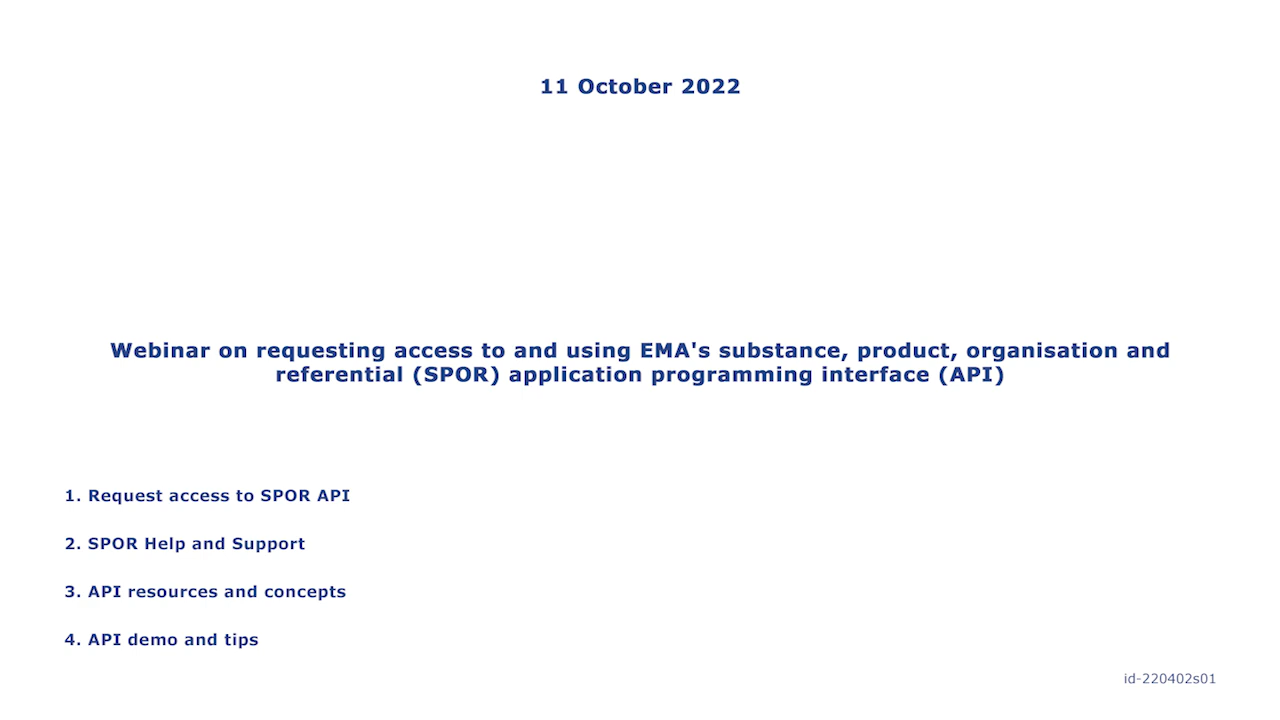 11 October 2022
Webinar on requesting access to and using EMA's substance, product, organisation and
referential (SPOR) application programming interface (API)
1. Request access to SPOR API
2. SPOR Help and Support
3. API resources and concepts
4. API demo and tips
id-220402s01